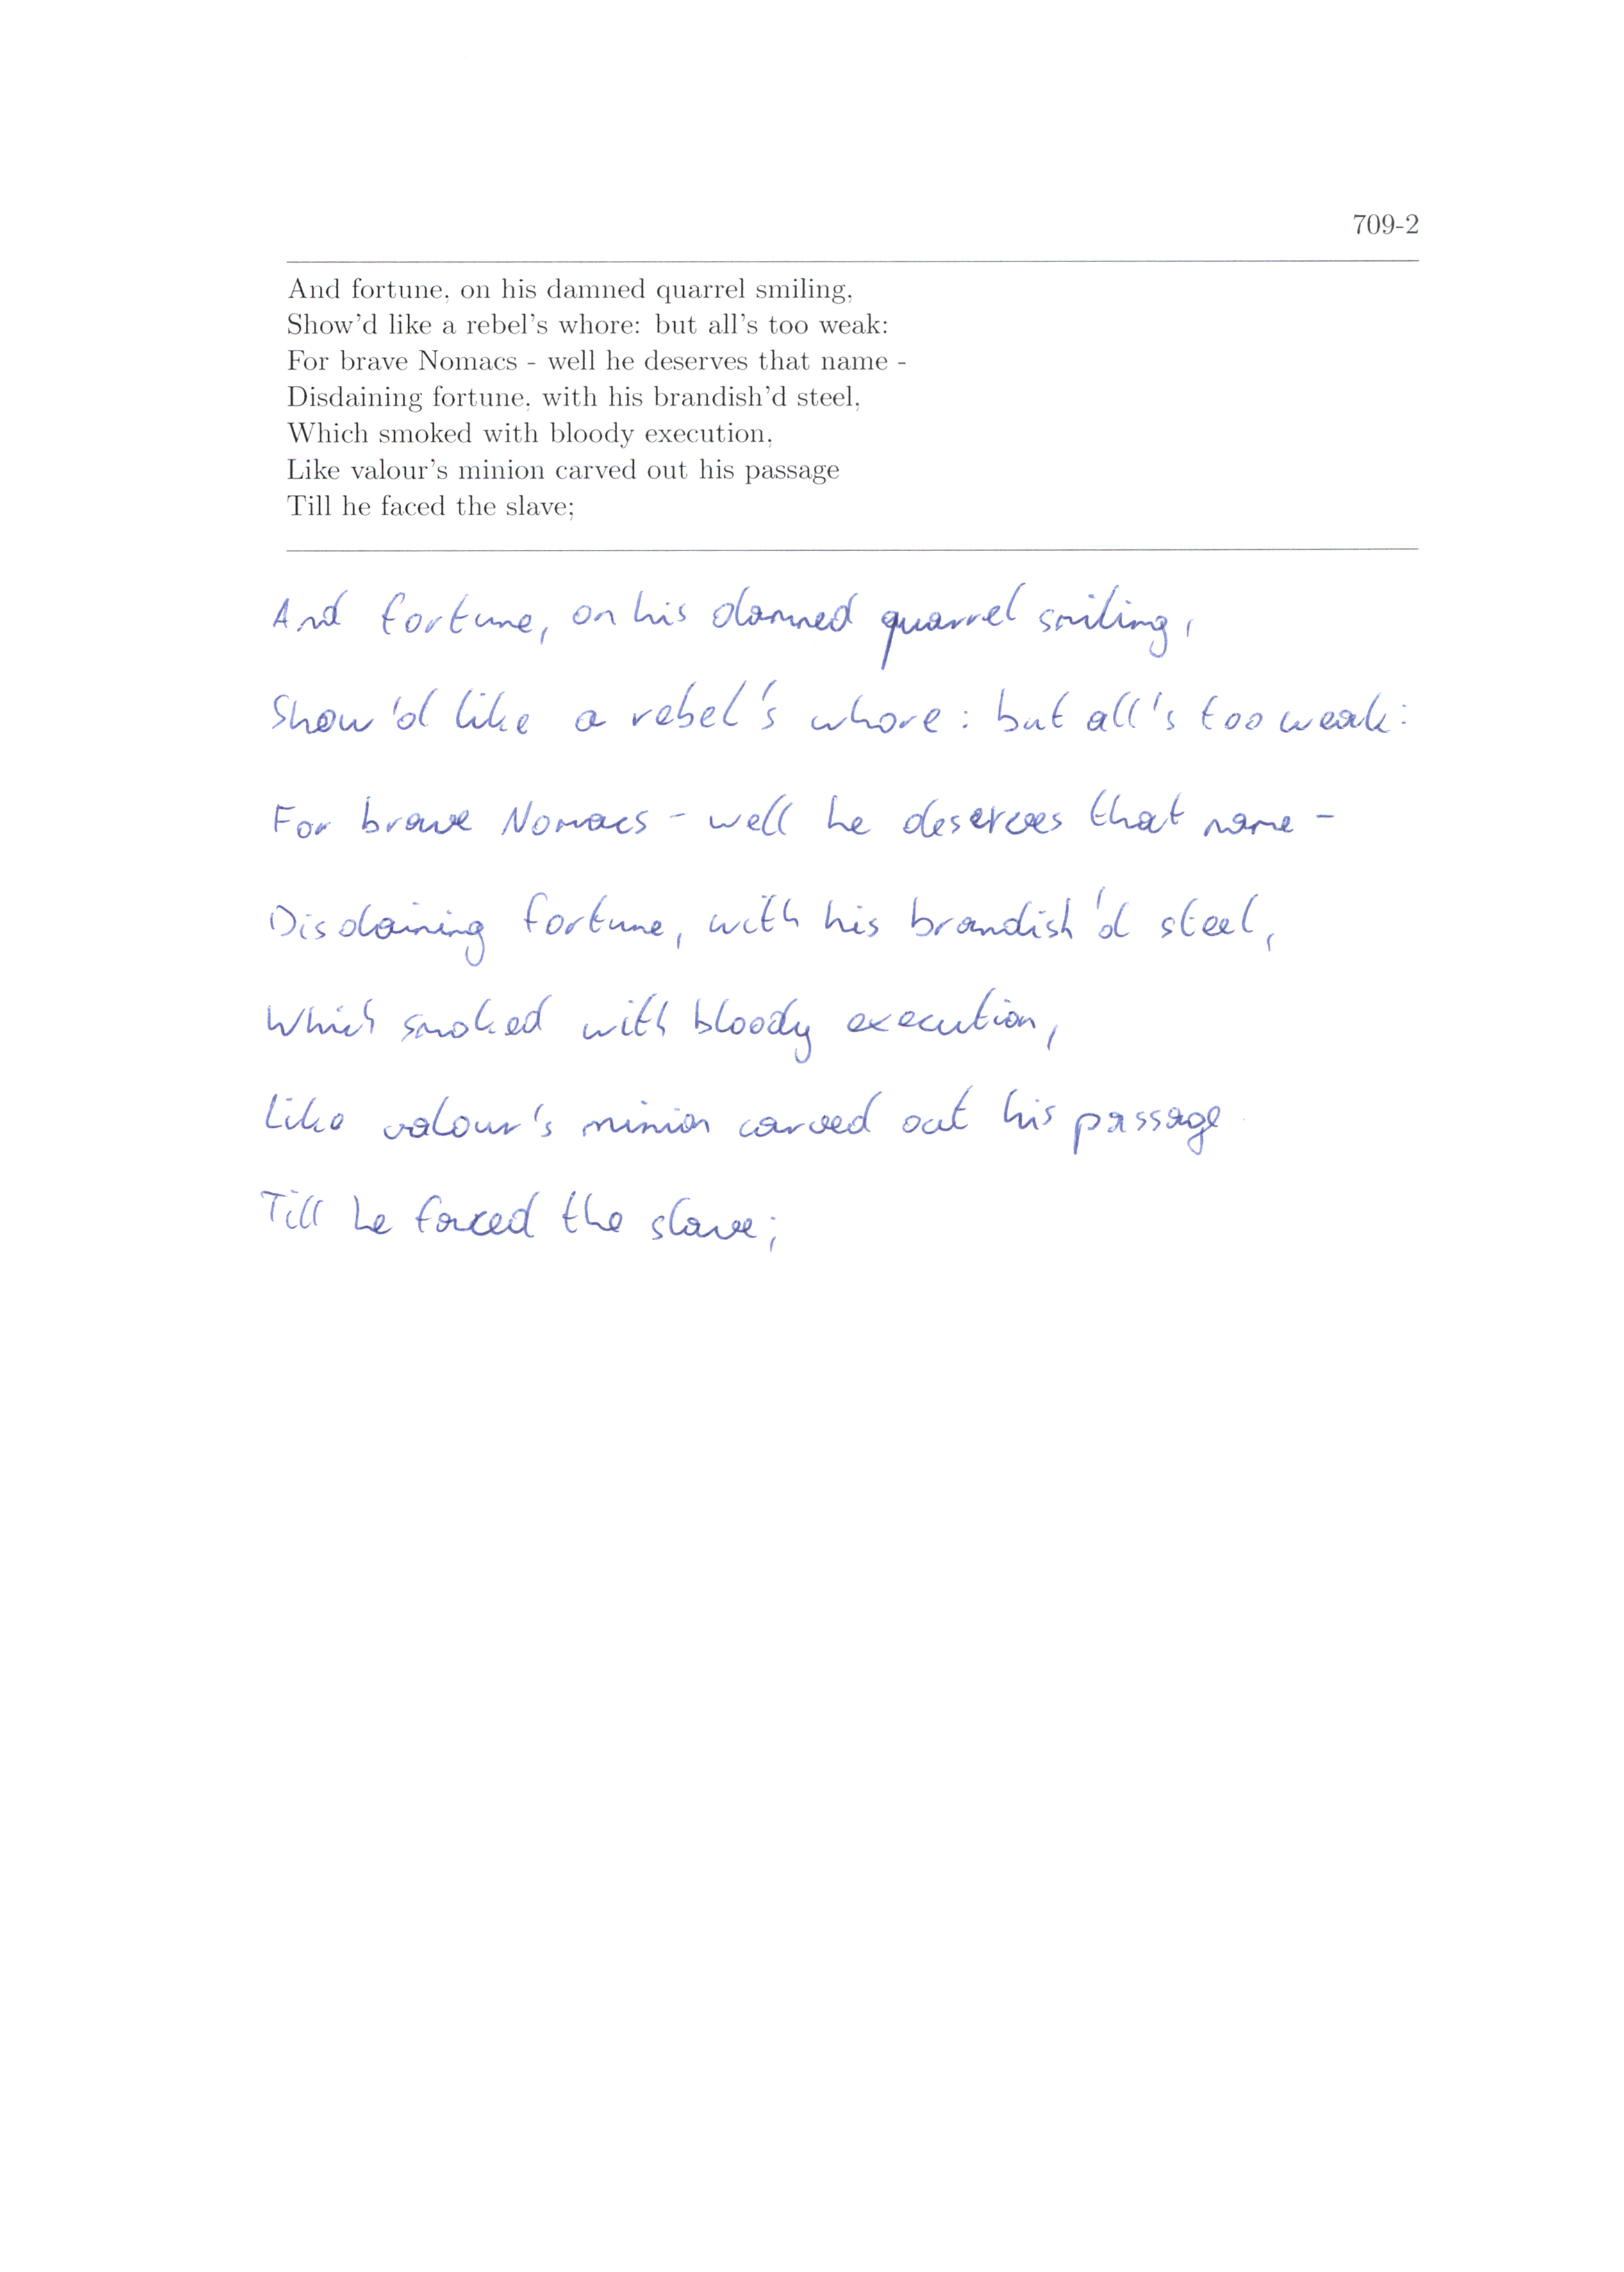 709-2
And fortune, on his damned quarrel smiling,
Show'd like a rebel's whore: but all's too weak:
For brave Nomacs - well he deserves that name -
Disdaining fortune, with his brandish'd steel,
Which smoked with bloody execution,
Like valour's minion carved out his passage
Till he faced the slave;
And fortune, on his damned quarrel smiling,
Show'd like a rebel's whore: but all's too weak:
For brave Nomacs - well he deserves that name -
Disdaining fortune, with his brandish'd steel,
Which smoked with bloody execution,
Like valour's minion carved out his passage
Till he faced the slave;